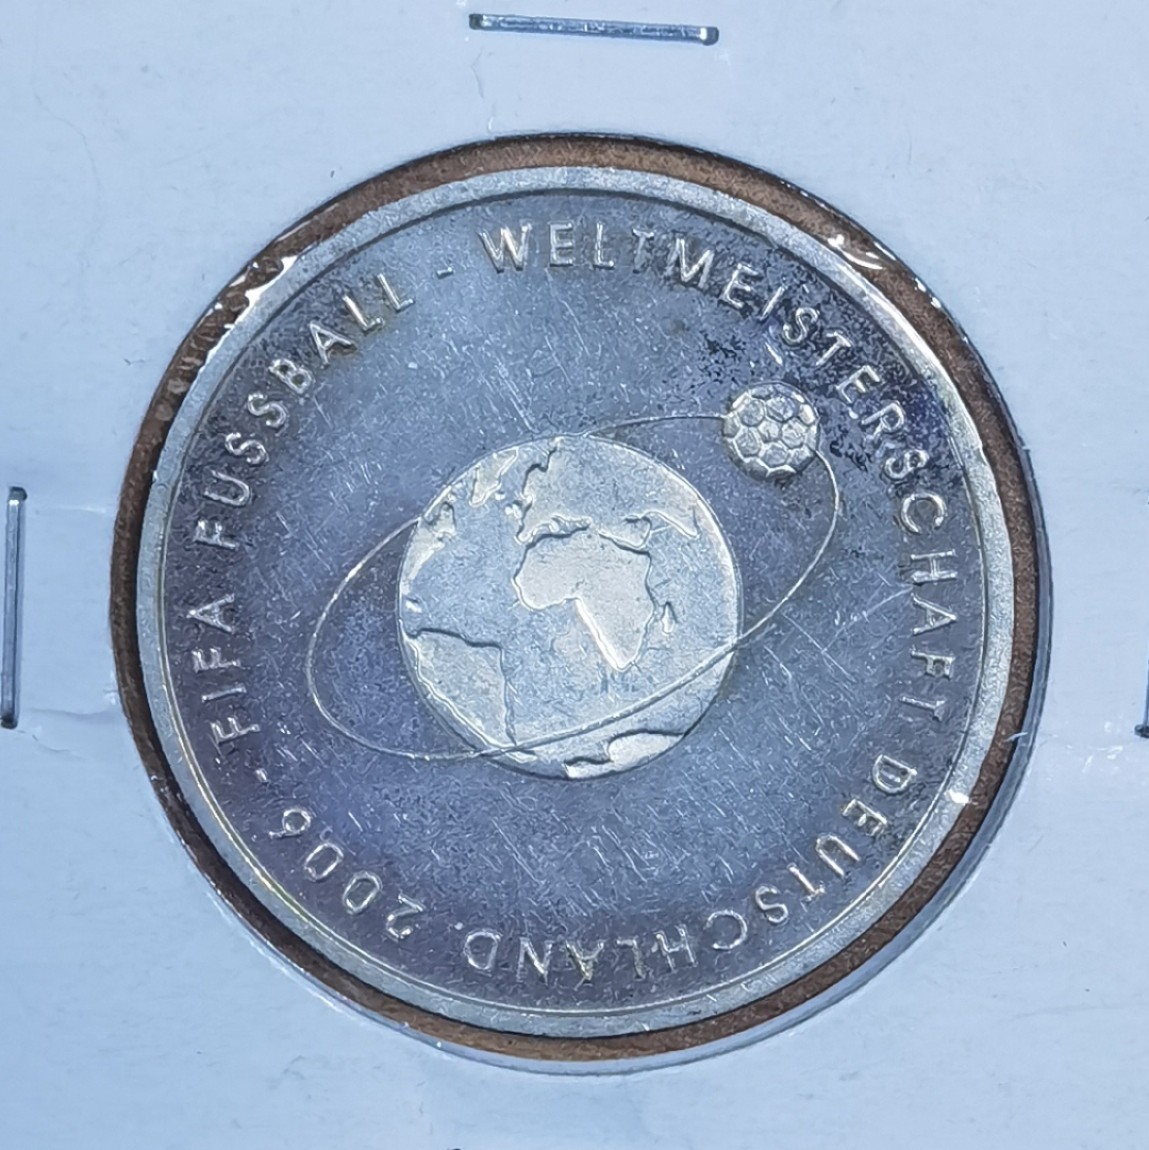 FIFA FUSSBALL - WELTMEISTERSCHAFT DEUTSCHLAND. 2006 -